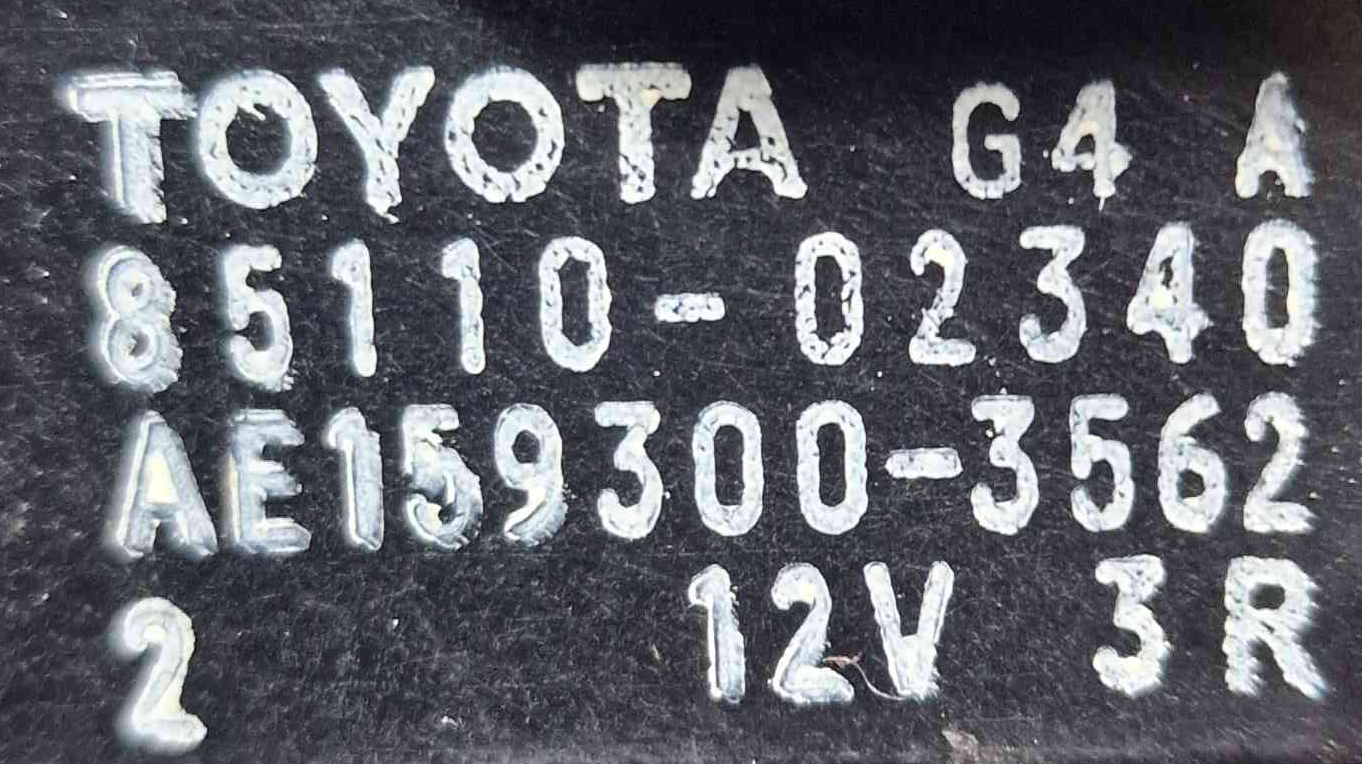 TOYOTA G4 A
85110-02340
AE159300-3562
2 12V 3R